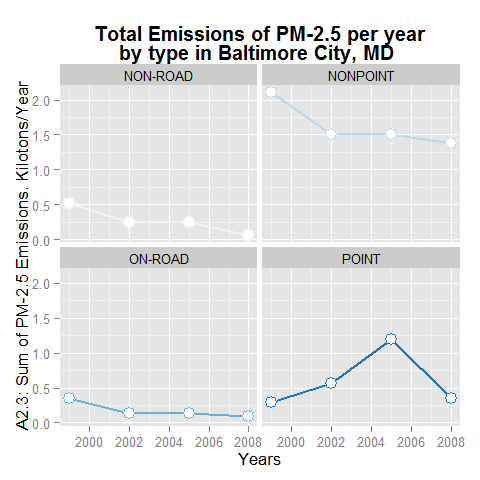 Total Emissions of PM-2.5 per year
by type in Baltimore City, MD
NON-ROAD
NONPOINT
2.0
1.5
1.0
0.5
0.0
ON-ROAD
POINT
2.0
1.5
1.0
0.5
0.0
2000 2002 2004 2006 2008
2000 2002 2004 2006 2008
Years
A2.3: Sum of PM-2.5 Emissions. Kilotons/Year